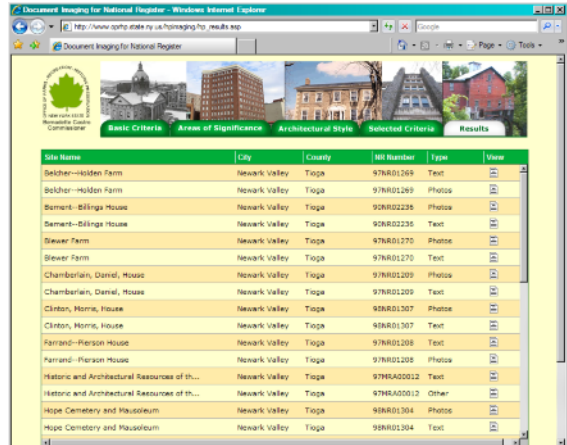 Document Imaging for National Register - Windows Internet Explorer
http://www.oprhp.state.ny.us/hpimaging/hp_results.asp
Google
Document Imaging for National Register
Page
Tools
NEW YORK STATE
Bernadette Castro
Commissioner
Basic Criteria
Areas of Significance
Architectural Style
Selected Criteria
Results
Site Name City County NR Number Type View
Belcher--Holden Farm Newark Valley Tioga 97NR01269 Text
Belcher--Holden Farm Newark Valley Tioga 97NR01269 Photos
Bement--Billings House Newark Valley Tioga 90NR02236 Photos
Bement--Billings House Newark Valley Tioga 90NR02236 Text
Blewer Farm Newark Valley Tioga 97NR01270 Photos
Blewer Farm Newark Valley Tioga 97NR01270 Text
Chamberlain, Daniel, House Newark Valley Tioga 97NR01209 Photos
Chamberlain, Daniel, House Newark Valley Tioga 97NR01209 Text
Clinton, Morris, House Newark Valley Tioga 98NR01307 Photos
Clinton, Morris, House Newark Valley Tioga 98NR01307 Text
Farrand--Pierson House Newark Valley Tioga 97NR01208 Text
Farrand--Pierson House Newark Valley Tioga 97NR01208 Photos
Historic and Architectural Resources of th... Newark Valley Tioga 97MRA00012 Text
Historic and Architectural Resources of th... Newark Valley Tioga 97MRA00012 Other
Hope Cemetery and Mausoleum Newark Valley Tioga 98NR01304 Photos
Hope Cemetery and Mausoleum Newark Valley Tioga 98NR01304 Text